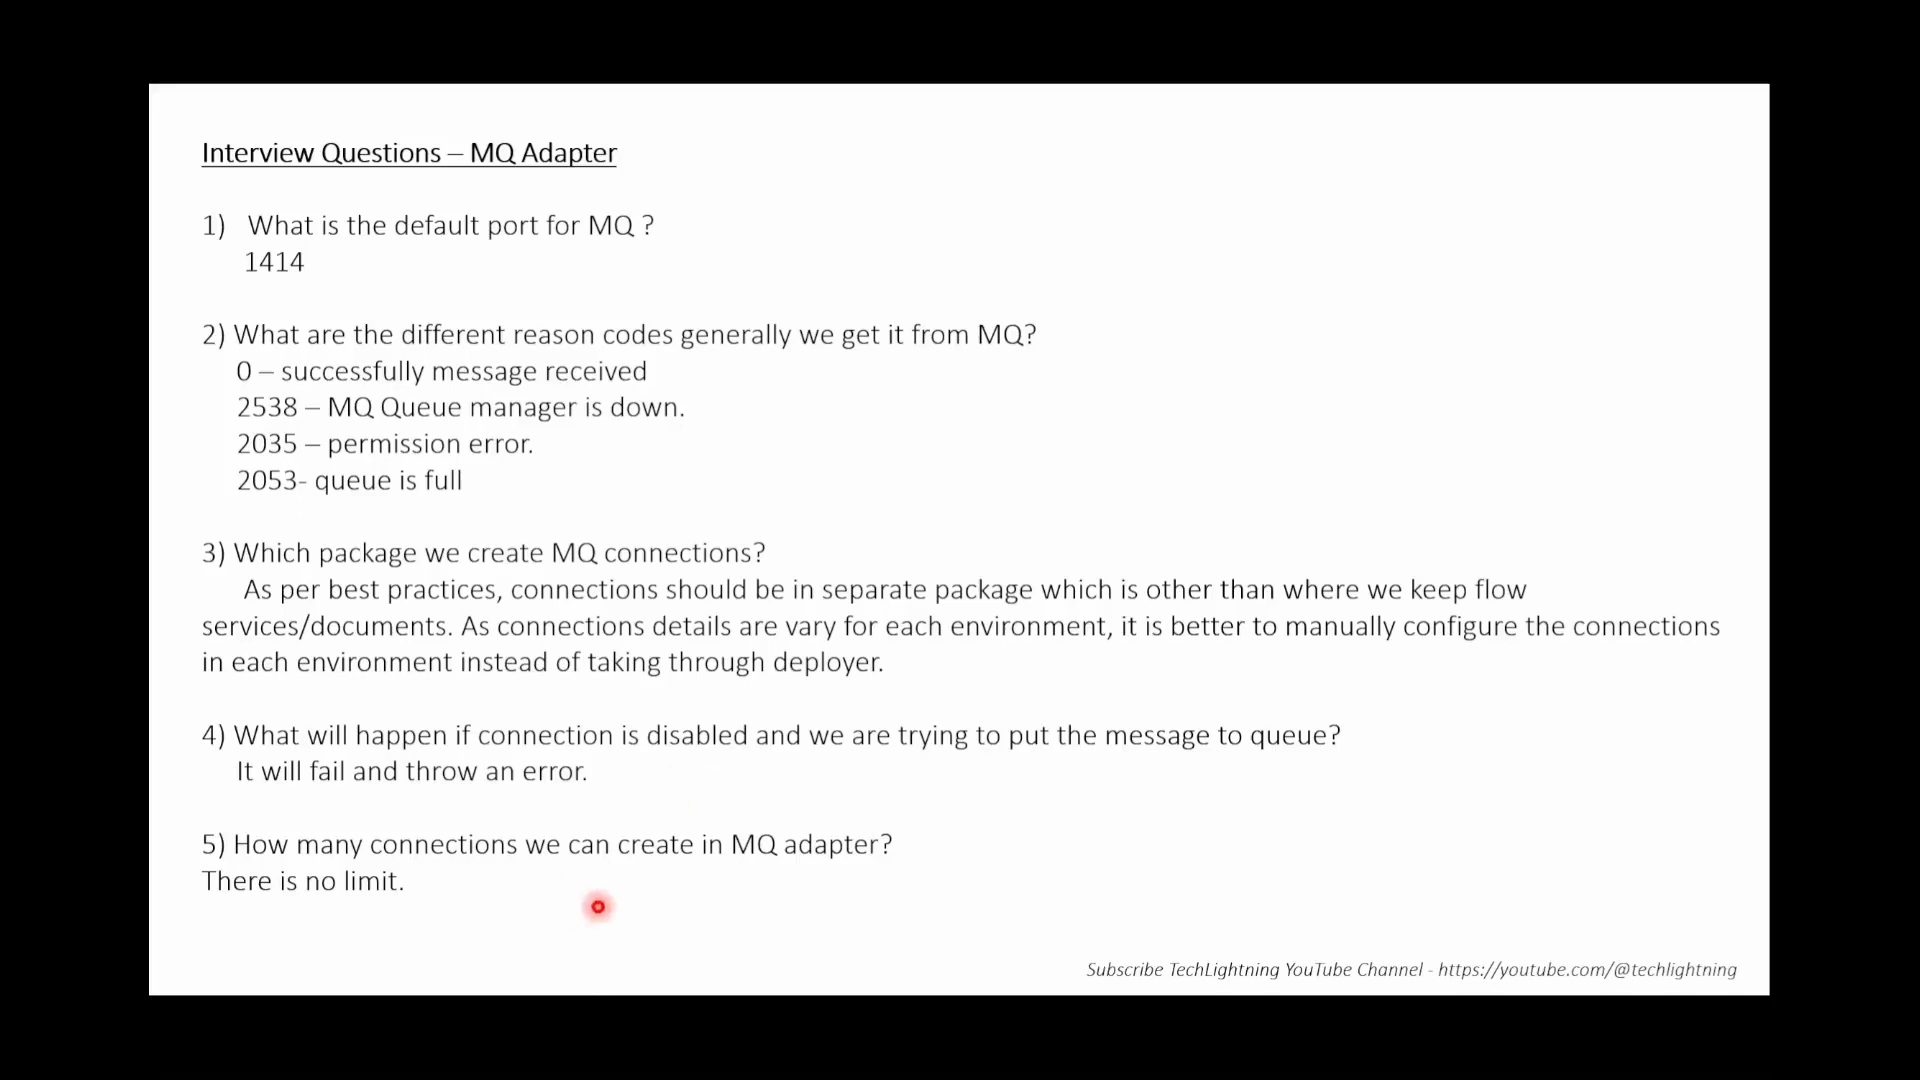 Interview Questions – MQ Adapter
1) What is the default port for MQ ?
1414
2) What are the different reason codes generally we get it from MQ?
0 – successfully message received
2538 – MQ Queue manager is down.
2035 – permission error.
2053- queue is full
3) Which package we create MQ connections?
As per best practices, connections should be in separate package which is other than where we keep flow
services/documents. As connections details are vary for each environment, it is better to manually configure the connections
in each environment instead of taking through deployer.
4) What will happen if connection is disabled and we are trying to put the message to queue?
It will fail and throw an error.
5) How many connections we can create in MQ adapter?
There is no limit.
Subscribe TechLightning YouTube Channel - https://youtube.com/@techlightning